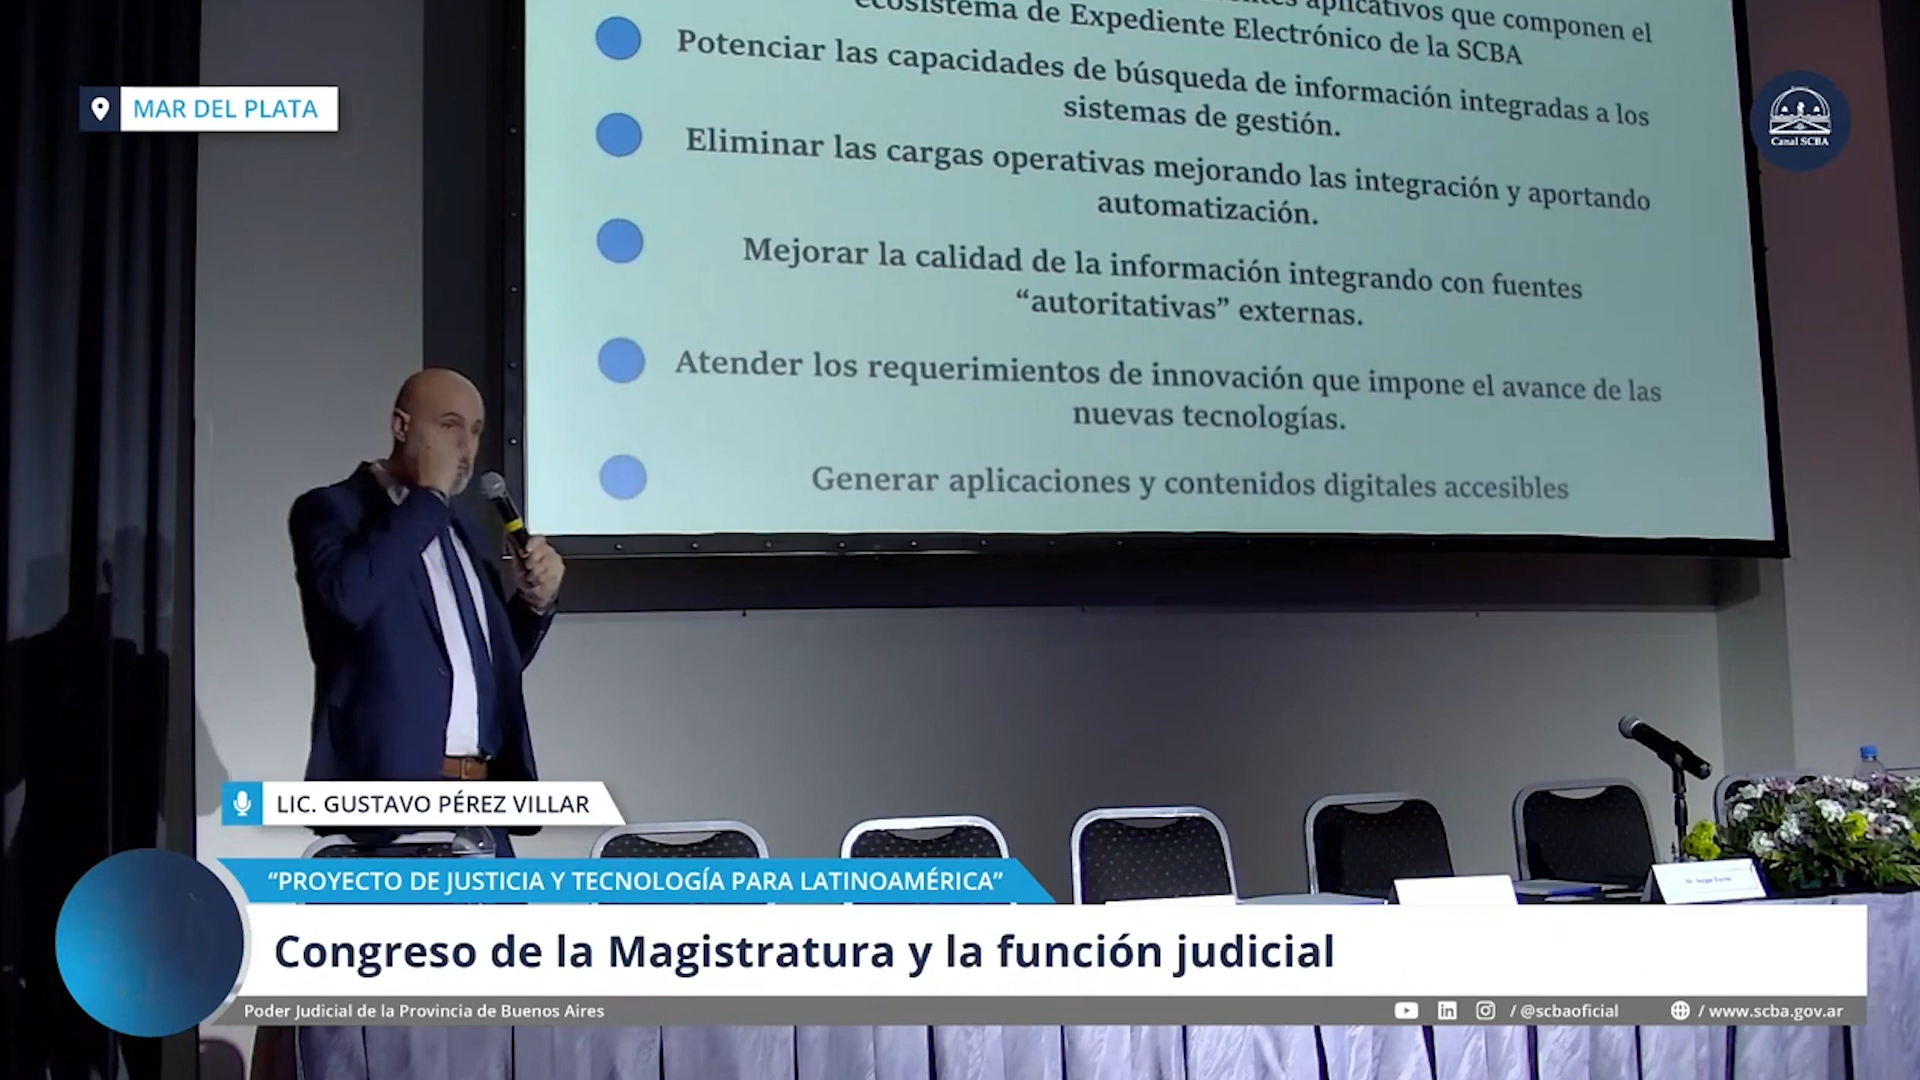 aplicativos que componen el
ecosistema de Expediente Electrónico de la SCBA
Potenciar las capacidades de búsqueda de información integradas a los
sistemas de gestión.
Eliminar las cargas operativas mejorando las integración y aportando
automatización.
Mejorar la calidad de la información integrando con fuentes
“autoritativas” externas.
Atender los requerimientos de innovación que impone el avance de las
nuevas tecnologías.
Generar aplicaciones y contenidos digitales accesibles
MAR DEL PLATA
Canal SCBA
LIC. GUSTAVO PÉREZ VILLAR
“PROYECTO DE JUSTICIA Y TECNOLOGÍA PARA LATINOAMÉRICA”
Congreso de la Magistratura y la función judicial
Poder Judicial de la Provincia de Buenos Aires
/ @scbaoficial
/ www.scba.gov.ar